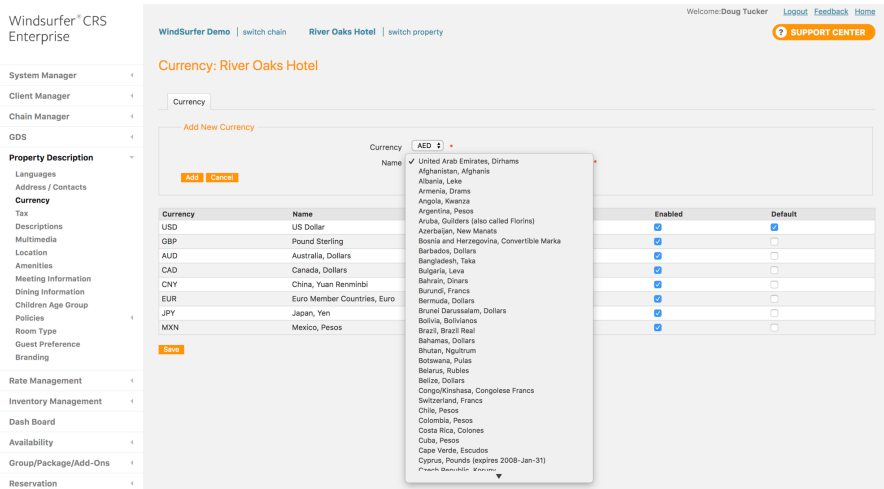 Windsurfer® CRS
Enterprise
Welcome:Doug Tucker Logout Feedback Home
WindSurfer Demo | switch chain River Oaks Hotel | switch property
? SUPPORT CENTER
Currency: River Oaks Hotel
System Manager
Client Manager
Chain Manager
GDS
Property Description
Languages
Address / Contacts
Currency
Tax
Descriptions
Multimedia
Location
Amenities
Meeting Information
Dining Information
Children Age Group
Policies
Room Type
Guest Preference
Branding
Rate Management
Inventory Management
Dash Board
Availability
Group/Package/Add-Ons
Reservation
Currency
Add New Currency
Currency AED *
Name *
Add Cancel
✓ United Arab Emirates, Dirhams
Afghanistan, Afghanis
Albania, Leke
Armenia, Drams
Angola, Kwanza
Argentina, Pesos
Aruba, Guilders (also called Florins)
Azerbaijan, New Manats
Bosnia and Herzegovina, Convertible Marka
Barbados, Dollars
Bangladesh, Taka
Bulgaria, Leva
Bahrain, Dinars
Burundi, Francs
Bermuda, Dollars
Brunei Darussalam, Dollars
Bolivia, Bolivianos
Brazil, Brazil Real
Bahamas, Dollars
Bhutan, Ngultrum
Botswana, Pulas
Belarus, Rubles
Belize, Dollars
Congo/Kinshasa, Congolese Francs
Switzerland, Francs
Chile, Pesos
Colombia, Pesos
Costa Rica, Colones
Cuba, Pesos
Cape Verde, Escudos
Cyprus, Pounds (expires 2008-Jan-31)
Czech Republic, Koruny
Currency Name Enabled Default
USD US Dollar
GBP Pound Sterling
AUD Australia, Dollars
CAD Canada, Dollars
CNY China, Yuan Renminbi
EUR Euro Member Countries, Euro
JPY Japan, Yen
MXN Mexico, Pesos
Save